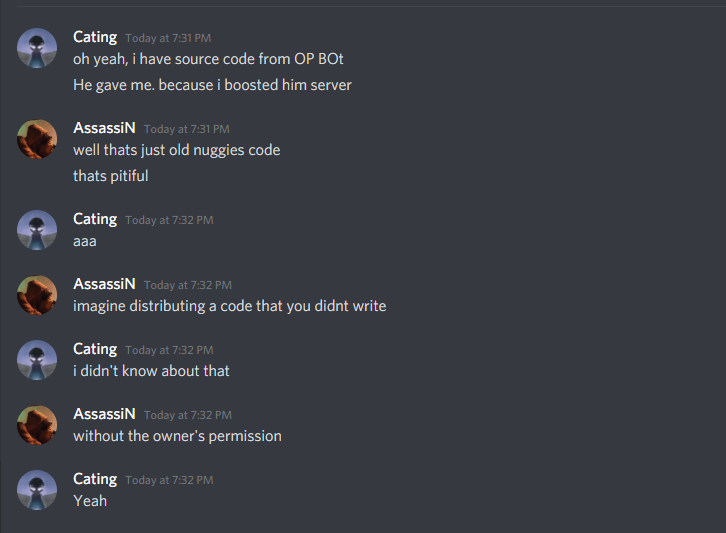 Cating Today at 7:31 PM
oh yeah, i have source code from OP BOt
He gave me. because i boosted him server
AssassiN Today at 7:31 PM
well thats just old nuggies code
thats pitiful
Cating Today at 7:32 PM
aaa
AssassiN Today at 7:32 PM
imagine distributing a code that you didnt write
Cating Today at 7:32 PM
i didn't know about that
AssassiN Today at 7:32 PM
without the owner's permission
Cating Today at 7:32 PM
Yeah